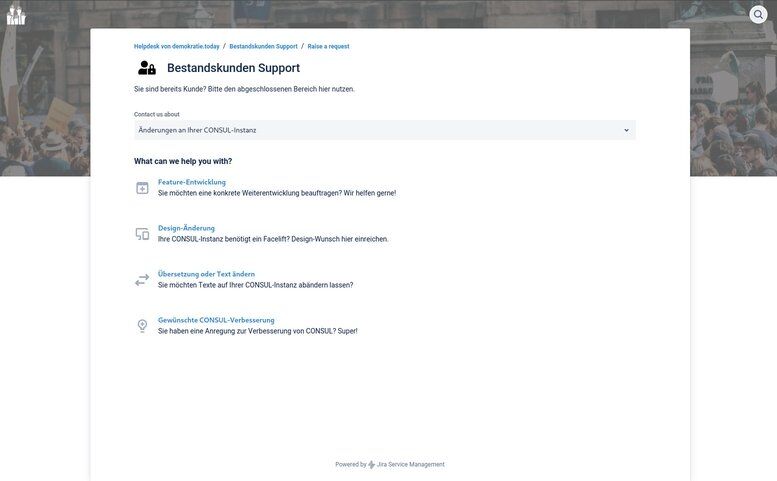 Helpdesk von demokratie.today / Bestandskunden Support / Raise a request
Bestandskunden Support
Sie sind bereits Kunde? Bitte den abgeschlossenen Bereich hier nutzen.
Contact us about
Änderungen an Ihrer CONSUL-Instanz
What can we help you with?
Feature-Entwicklung
Sie möchten eine konkrete Weiterentwicklung beauftragen? Wir helfen gerne!
Design-Änderung
Ihre CONSUL-Instanz benötigt ein Facelift? Design-Wunsch hier einreichen.
Übersetzung oder Text ändern
Sie möchten Texte auf Ihrer CONSUL-Instanz abändern lassen?
Gewünschte CONSUL-Verbesserung
Sie haben eine Anregung zur Verbesserung von CONSUL? Super!
Powered by Jira Service Management